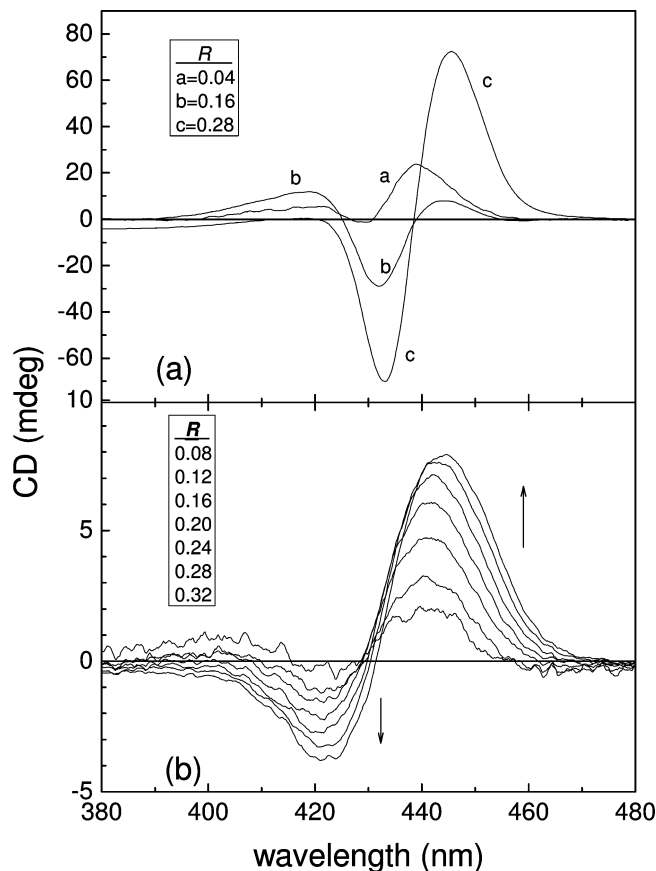 80
60
40
20
0
-20
-40
-60
R
a=0.04
b=0.16
c=0.28
b
a
c
b
c
(a)
CD (mdeg)
10
5
0
-5
R
0.08
0.12
0.16
0.20
0.24
0.28
0.32
(b)
380 400 420 440 460 480
wavelength (nm)